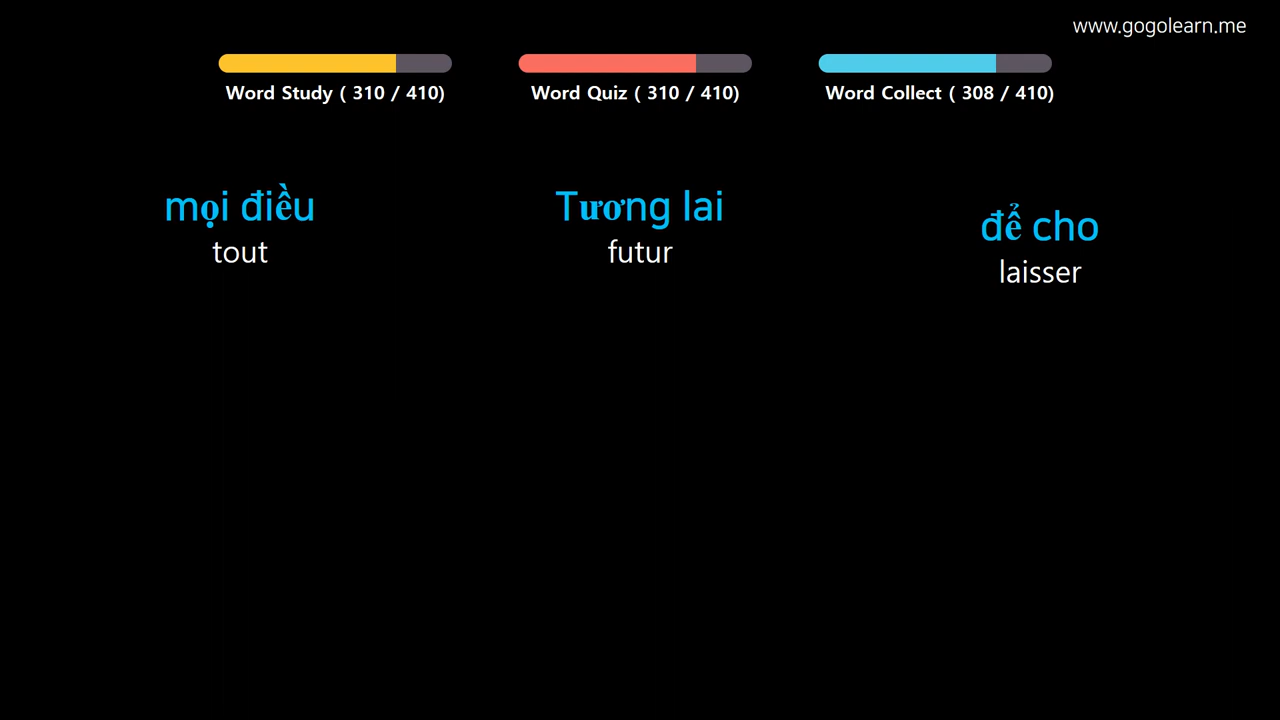 www.gogolearn.me
Word Study ( 310 / 410)
Word Quiz ( 310 / 410)
Word Collect ( 308 / 410)
mọi điều
tout
Tương lai
futur
để cho
laisser